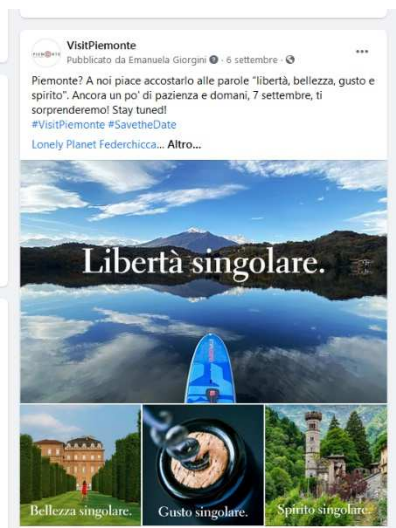 PIEMONTE
VisitPiemonte
Pubblicato da Emanuela Giorgini · 6 settembre ·
Piemonte? A noi piace accostarlo alle parole "libertà, bellezza, gusto e
spirito". Ancora un po' di pazienza e domani, 7 settembre, ti
sorprenderemo! Stay tuned!
#VisitPiemonte #SavetheDate
Lonely Planet Federchicca... Altro...
Libertà singolare.
Bellezza singolare.
Gusto singolare.
Spirito singolare.